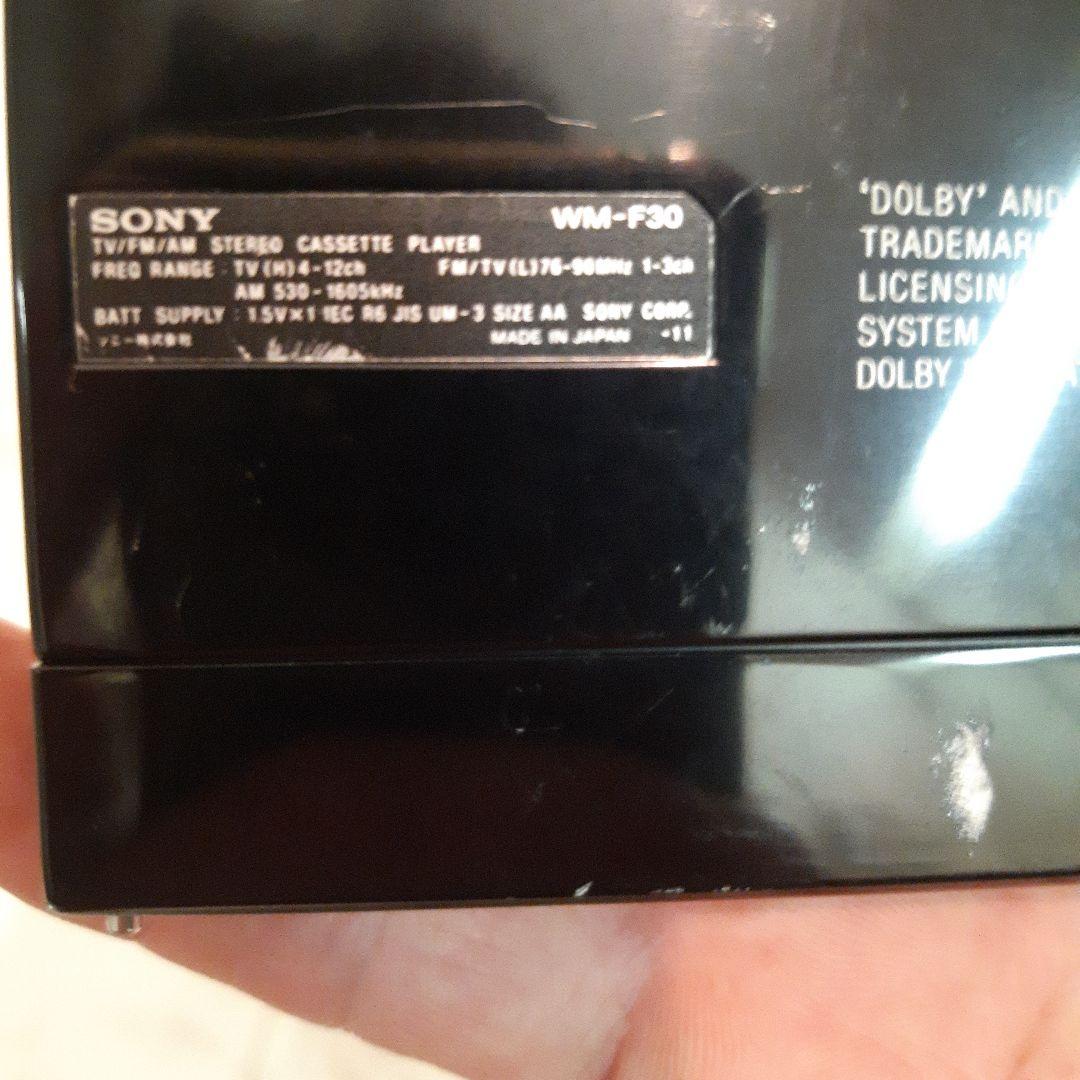 SONY WM-F30
TV/FM/AM STEREO CASSETTE PLAYER
FREQ RANGE TV(H)4-12ch FM/TV(L)76-90MHz 1-3ch
AM 530-1605kHz
BATT SUPPLY : 1.5V×1 IEC R6 JIS UM-3 SIZE AA SONY CORP.
ソニー株式会社 MADE IN JAPAN -11
'DOLBY' AND
TRADEMAR
LICENSING
SYSTEM
DOLBY